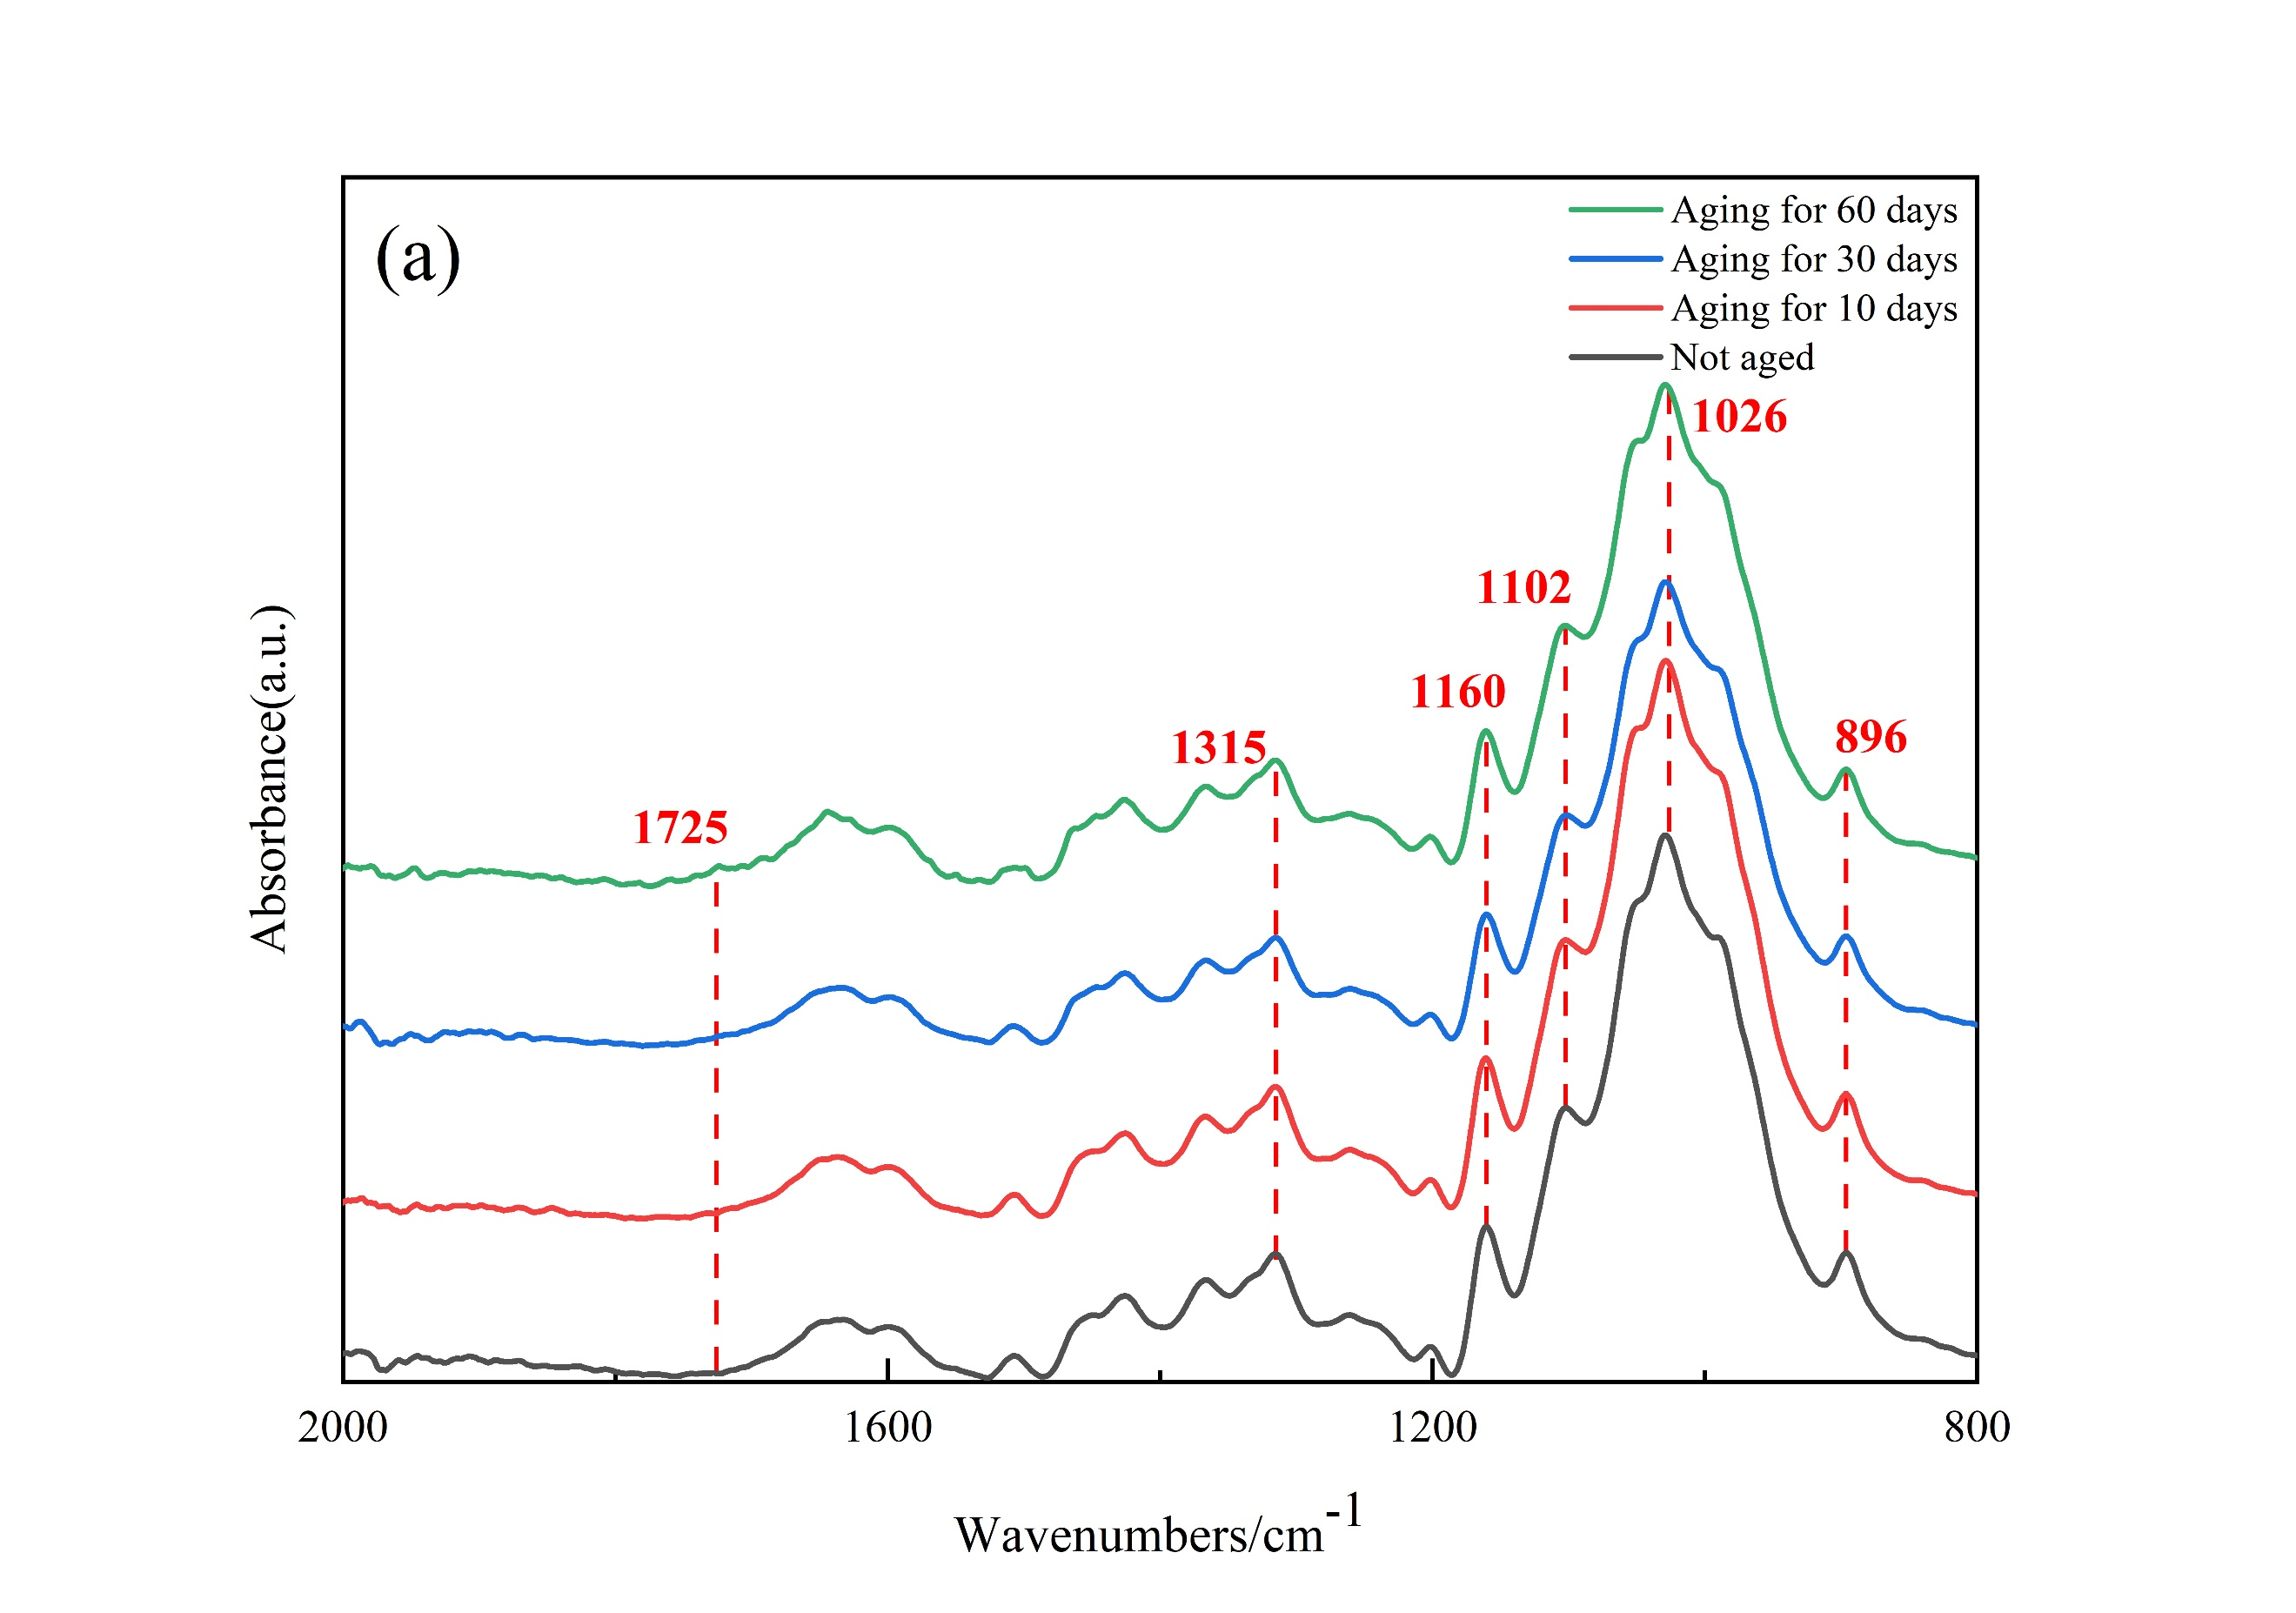 (a)
Aging for 60 days
Aging for 30 days
Aging for 10 days
Not aged
1026
1102
1160
1315
896
1725
Absorbance(a.u.)
2000
1600
1200
800
Wavenumbers/cm-1